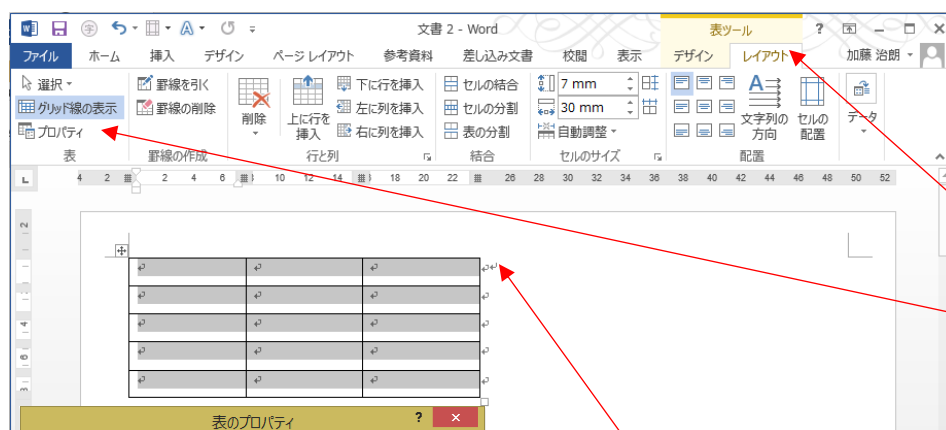 文書 2 - Word
表ツール
?
ファイル ホーム 挿入 デザイン ページ レイアウト 参考資料 差し込み文書 校閲 表示 デザイン レイアウト 加藤 治朗
選択
グリッド線の表示
プロパティ
表
罫線を引く
罫線の削除
罫線の作成
削除
上に行を
挿入
下に行を挿入
左に列を挿入
右に列を挿入
行と列
セルの結合
セルの分割
表の分割
結合
7 mm
30 mm
自動調整
セルのサイズ
文字列の
方向
セルの
配置
配置
データ
4 2 2 4 6 10 12 14 18 20 22 26 28 30 32 34 36 38 40 42 44 46 48 50 52
2
4
6
表のプロパティ ?